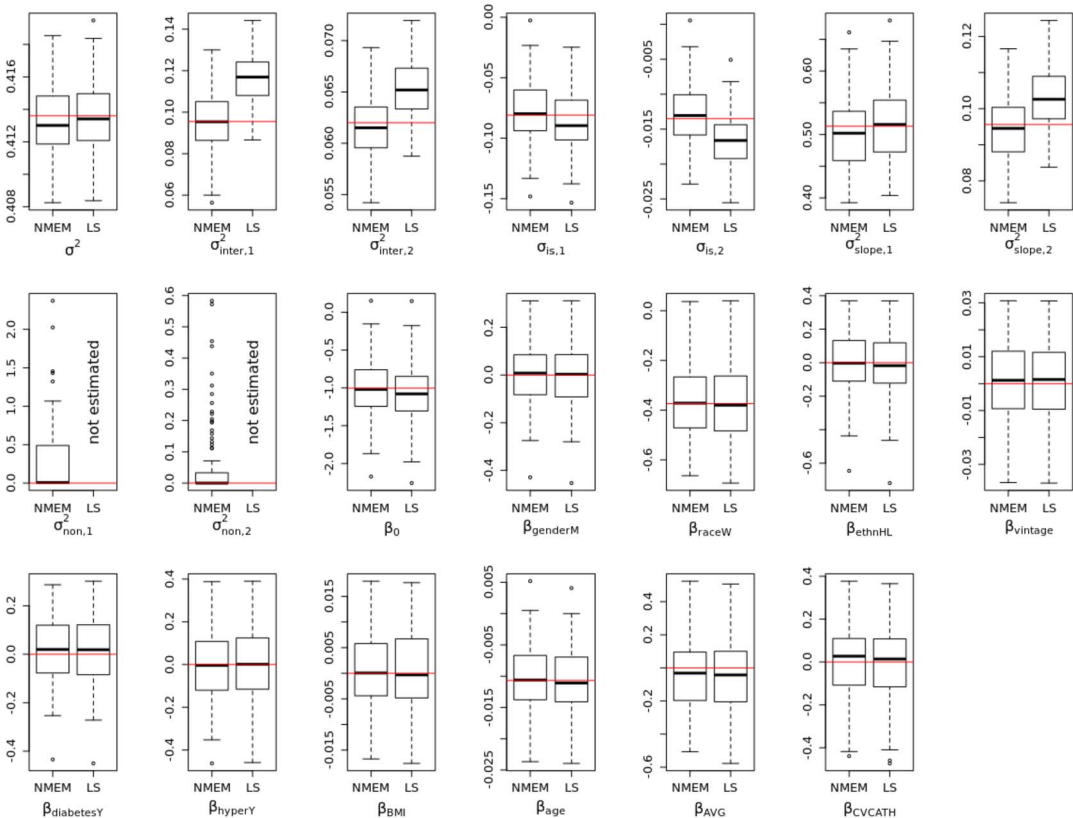 0.416
0.412
0.408
NMEM LS
σ²
0.14
0.12
0.10
0.08
0.06
NMEM LS
σ²inter,1
0.070
0.065
0.060
0.055
NMEM LS
σ²inter,2
0.00
-0.05
-0.10
-0.15
NMEM LS
σis,1
-0.005
-0.015
-0.025
NMEM LS
σis,2
0.60
0.50
0.40
NMEM LS
σ²slope,1
0.12
0.10
0.08
NMEM LS
σ²slope,2
2.0
1.5
1.0
0.5
0.0
not estimated
NMEM LS
σ²non,1
0.6
0.5
0.4
0.3
0.2
0.1
0.0
not estimated
NMEM LS
σ²non,2
0.0
-0.5
-1.0
-1.5
-2.0
NMEM LS
β0
0.2
0.0
-0.2
-0.4
NMEM LS
βgenderM
0.0
-0.2
-0.4
-0.6
NMEM LS
βraceW
0.4
0.2
0.0
-0.2
-0.6
NMEM LS
βethnHL
0.03
0.01
-0.01
-0.03
NMEM LS
βvintage
0.2
0.0
-0.2
-0.4
NMEM LS
βdiabetesY
0.4
0.2
0.0
-0.2
-0.4
NMEM LS
βhyperY
0.015
0.005
-0.005
-0.015
NMEM LS
βBMI
0.005
-0.005
-0.015
-0.025
NMEM LS
βage
0.4
0.2
-0.2
-0.6
NMEM LS
βAVG
0.4
0.2
0.0
-0.2
-0.4
NMEM LS
βCVCATH